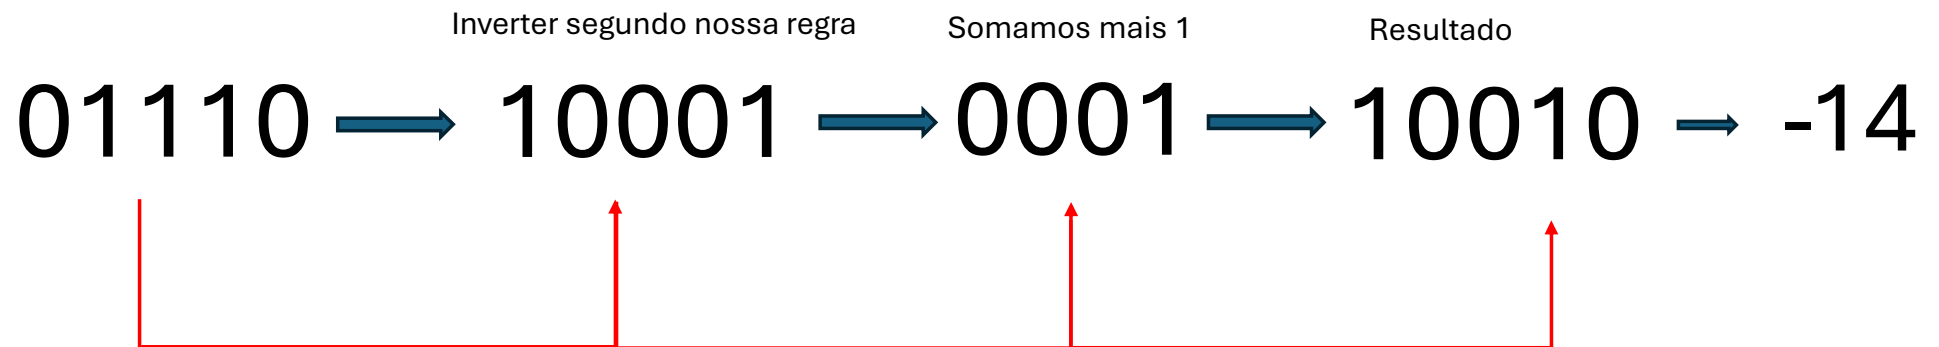 Inverter segundo nossa regra
Somamos mais 1
Resultado
01110
10001
0001
10010
-14